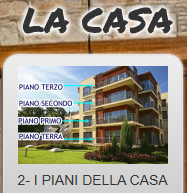 LA CASA
PIANO TERZO
PIANO SECONDO
PIANO PRIMO
PIANO TERRA
2- I PIANI DELLA CASA